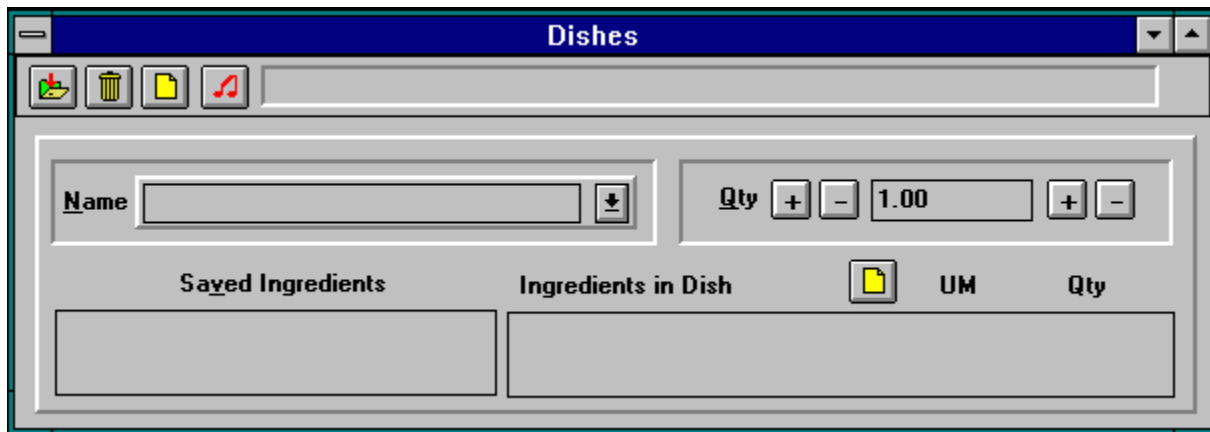 Dishes
Name
Qty + - 1.00 + -
Saved Ingredients Ingredients in Dish UM Qty